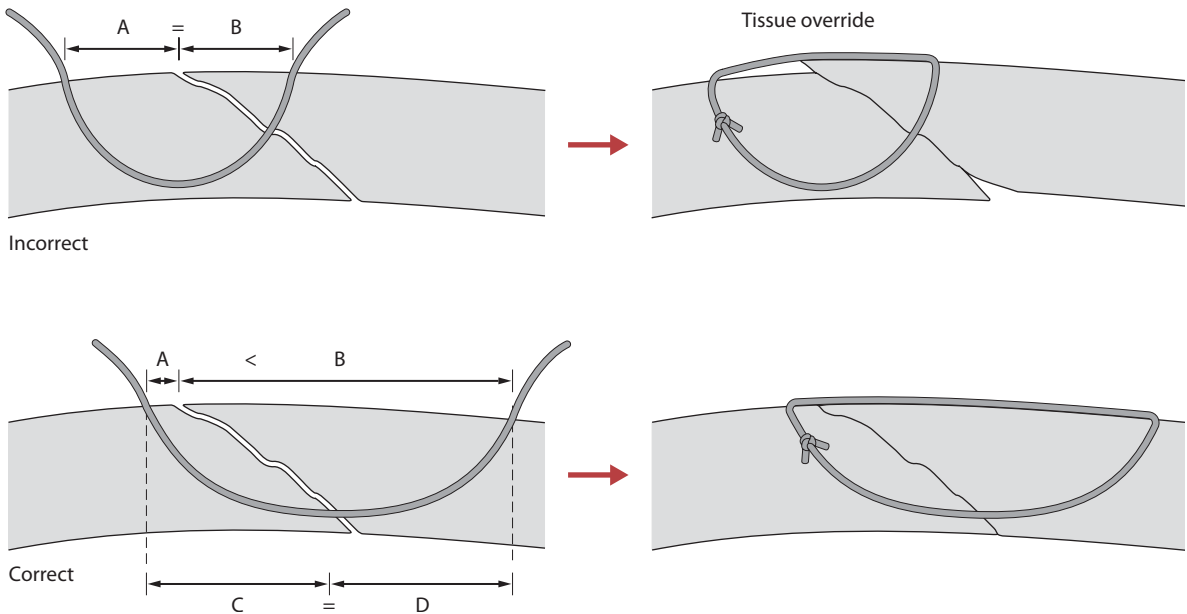 A = B
Tissue override
Incorrect
A < B
Correct
C = D